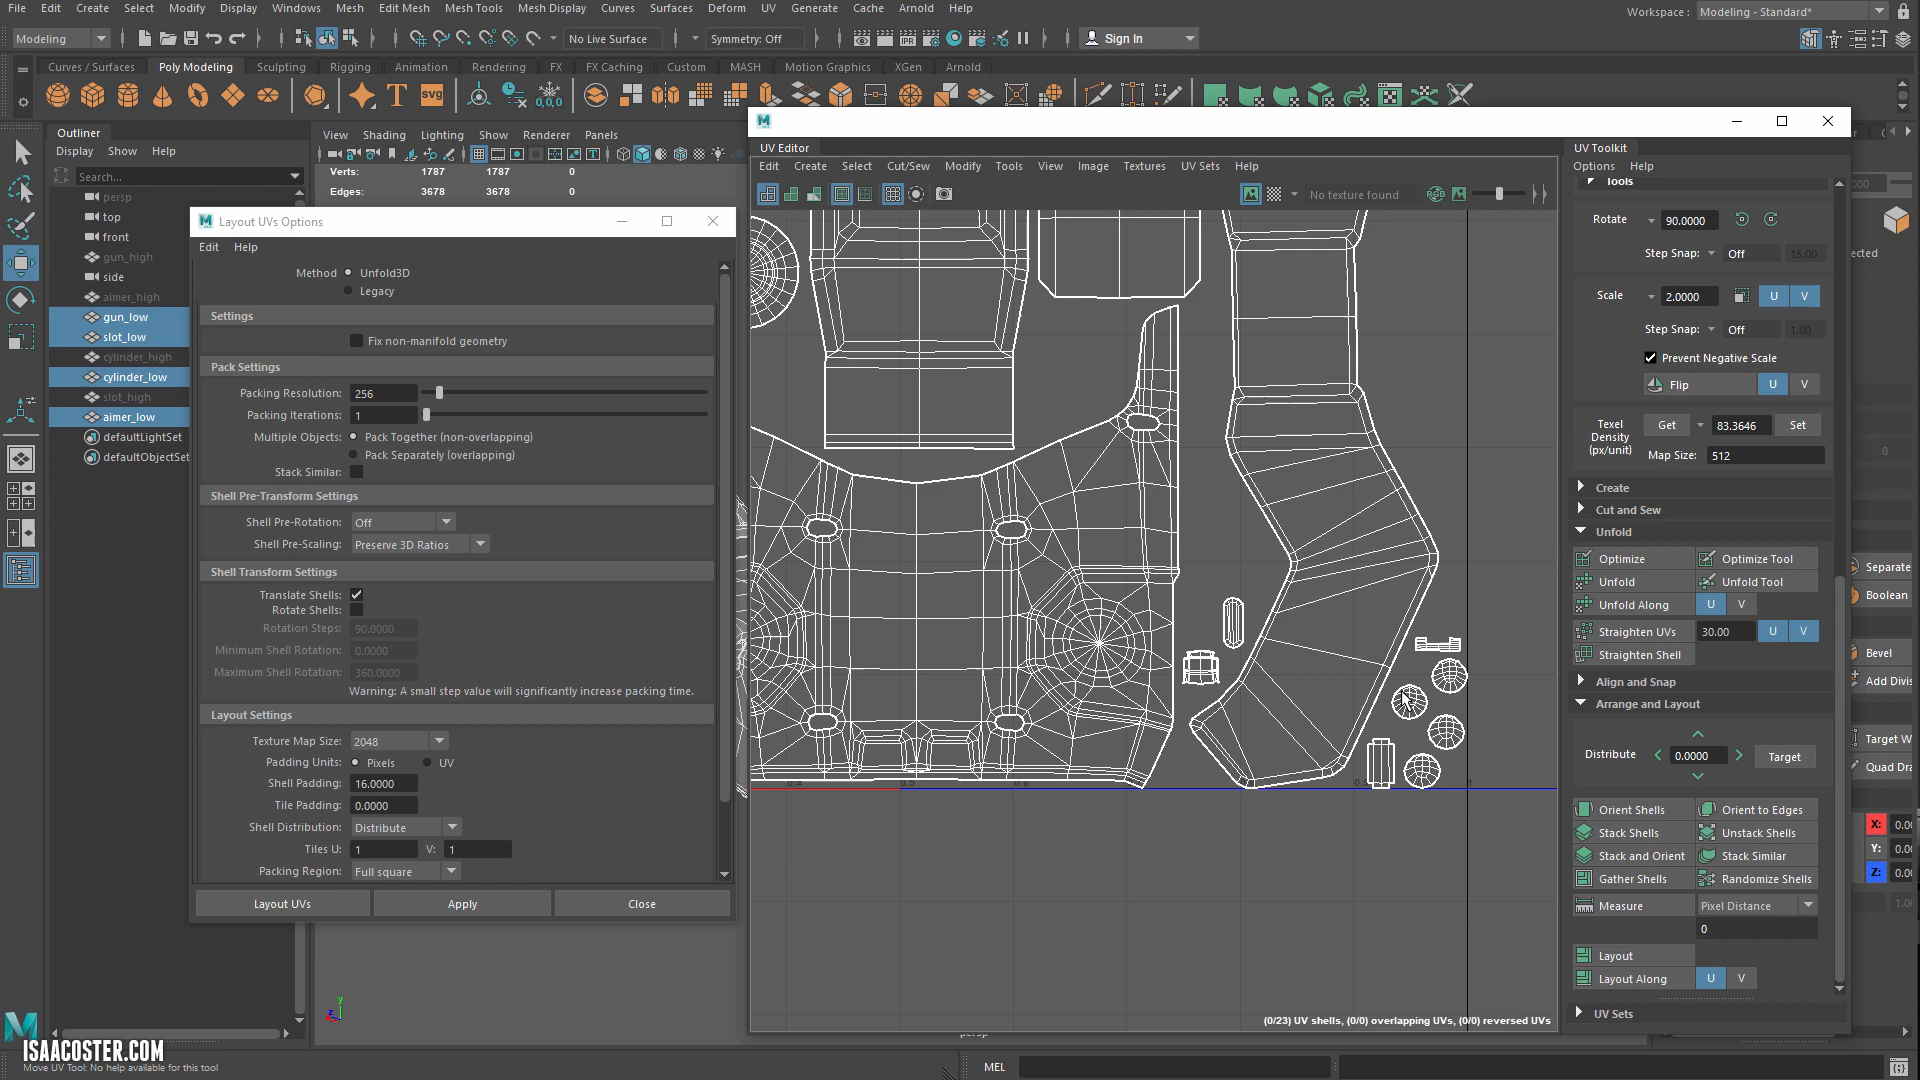 File Edit Create Select Modify Display Windows Mesh Edit Mesh Mesh Tools Mesh Display Curves Surfaces Deform UV Generate Cache Arnold Help
Workspace : Modeling - Standard*
Modeling No Live Surface Symmetry: Off Sign In
Curves / Surfaces Poly Modeling Sculpting Rigging Animation Rendering FX FX Caching Custom MASH Motion Graphics XGen Arnold
Outliner
Display Show Help
Search...
persp
top
front
gun_high
side
aimer_high
gun_low
slot_low
cylinder_high
cylinder_low
slot_high
aimer_low
defaultLightSet
defaultObjectSet
View Shading Lighting Show Renderer Panels
Verts: 1787 1787 0
Edges: 3678 3678 0
Layout UVs Options
Edit Help
Method Unfold3D
Legacy
Settings
Fix non-manifold geometry
Pack Settings
Packing Resolution: 256
Packing Iterations: 1
Multiple Objects: Pack Together (non-overlapping)
Pack Separately (overlapping)
Stack Similar:
Shell Pre-Transform Settings
Shell Pre-Rotation: Off
Shell Pre-Scaling: Preserve 3D Ratios
Shell Transform Settings
Translate Shells:
Rotate Shells:
Rotation Steps: 90.0000
Minimum Shell Rotation: 0.0000
Maximum Shell Rotation: 360.0000
Warning: A small step value will significantly increase packing time.
Layout Settings
Texture Map Size: 2048
Padding Units: Pixels UV
Shell Padding: 16.0000
Tile Padding: 0.0000
Shell Distribution: Distribute
Tiles U: 1 V: 1
Packing Region: Full square
Layout UVs Apply Close
UV Editor
Edit Create Select Cut/Sew Modify Tools View Image Textures UV Sets Help
No texture found
0.4 0.5 0.6 1
(0/23) UV shells, (0/0) overlapping UVs, (0/0) reversed UVs
persp
UV Toolkit
Options Help
Tools
Rotate 90.0000
Step Snap: Off 15.00
Scale 2.0000 U V
Step Snap: Off 1.00
Prevent Negative Scale
Flip U V
Texel Density (px/unit) Get 83.3646 Set
Map Size: 512
Create
Cut and Sew
Unfold
Optimize Optimize Tool
Unfold Unfold Tool
Unfold Along U V
Straighten UVs 30.00 U V
Straighten Shell
Align and Snap
Arrange and Layout
Distribute 0.0000 Target
Orient Shells Orient to Edges
Stack Shells Unstack Shells
Stack and Orient Stack Similar
Gather Shells Randomize Shells
Measure Pixel Distance
0
Layout
Layout Along U V
UV Sets
Separate
Boolean
Bevel
Add Divis
Target W
Quad Dra
X: 0.00
Y: 0.00
Z: 0.00
ISAACOSTER.COM
Move UV Tool: No help available for this tool
MEL